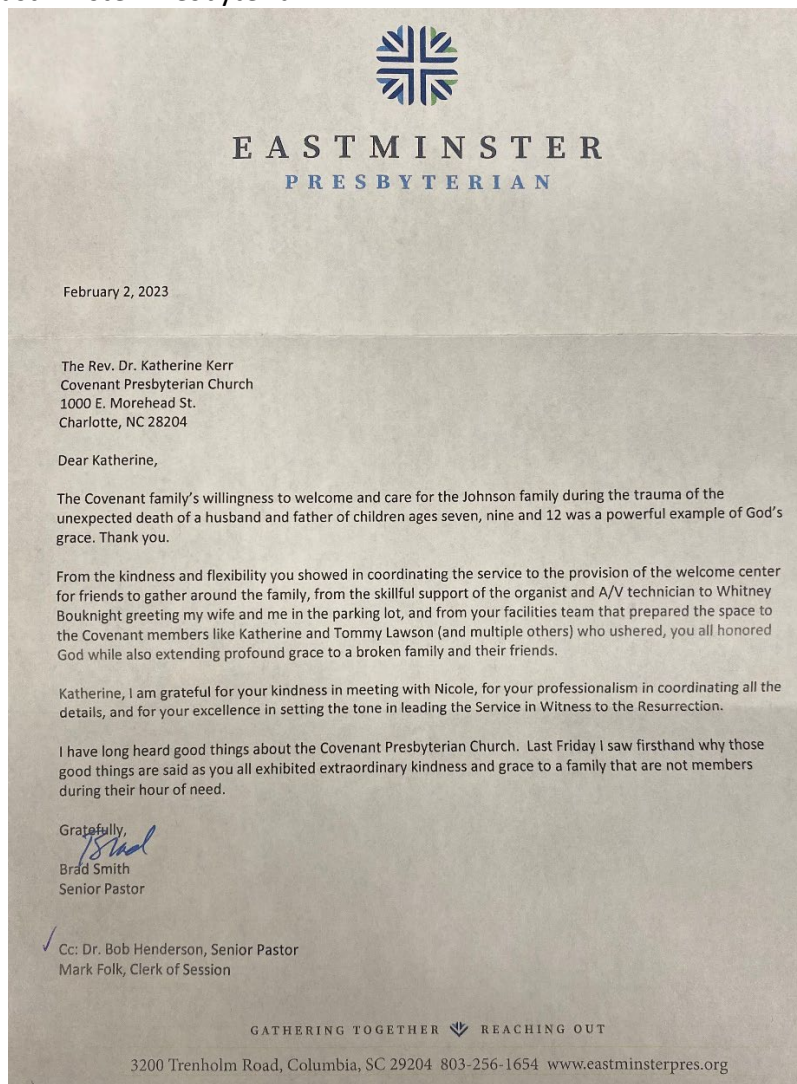 EASTMINSTER
PRESBYTERIAN
February 2, 2023
The Rev. Dr. Katherine Kerr
Covenant Presbyterian Church
1000 E. Morehead St.
Charlotte, NC 28204
Dear Katherine,
The Covenant family's willingness to welcome and care for the Johnson family during the trauma of the
unexpected death of a husband and father of children ages seven, nine and 12 was a powerful example of God's
grace. Thank you.
From the kindness and flexibility you showed in coordinating the service to the provision of the welcome center
for friends to gather around the family, from the skillful support of the organist and A/V technician to Whitney
Bouknight greeting my wife and me in the parking lot, and from your facilities team that prepared the space to
the Covenant members like Katherine and Tommy Lawson (and multiple others) who ushered, you all honored
God while also extending profound grace to a broken family and their friends.
Katherine, I am grateful for your kindness in meeting with Nicole, for your professionalism in coordinating all the
details, and for your excellence in setting the tone in leading the Service in Witness to the Resurrection.
I have long heard good things about the Covenant Presbyterian Church.  Last Friday I saw firsthand why those
good things are said as you all exhibited extraordinary kindness and grace to a family that are not members
during their hour of need.
Gratefully,
Brad
Brad Smith
Senior Pastor
Cc: Dr. Bob Henderson, Senior Pastor
Mark Folk, Clerk of Session
GATHERING TOGETHER REACHING OUT
3200 Trenholm Road, Columbia, SC 29204 803-256-1654 www.eastminsterpres.org